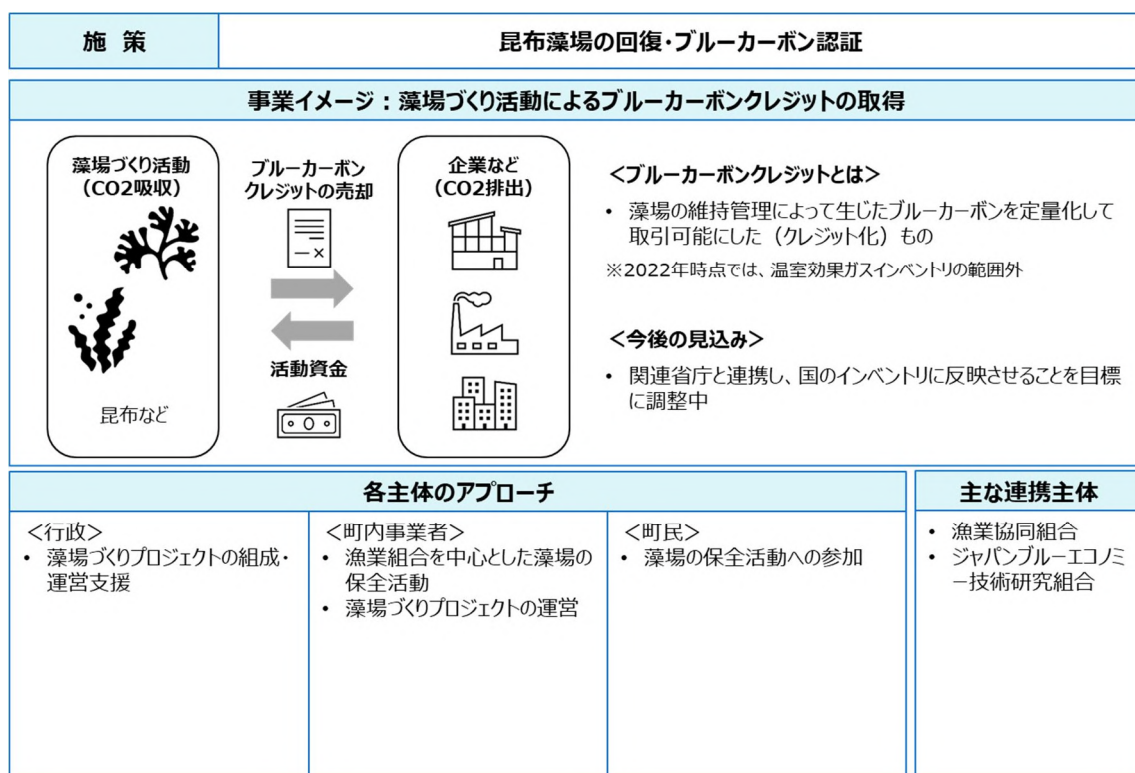 施 策
昆布藻場の回復・ブルーカーボン認証
事業イメージ：藻場づくり活動によるブルーカーボンクレジットの取得
藻場づくり活動
（CO2吸収）
昆布など
ブルーカーボン
クレジットの売却
活動資金
企業など
（CO2排出）
＜ブルーカーボンクレジットとは＞
• 藻場の維持管理によって生じたブルーカーボンを定量化して
取引可能にした（クレジット化）もの
※2022年時点では、温室効果ガスインベントリの範囲外
＜今後の見込み＞
• 関連省庁と連携し、国のインベントリに反映させることを目標
に調整中
各主体のアプローチ
＜行政＞
• 藻場づくりプロジェクトの組成・
運営支援
＜町内事業者＞
• 漁業組合を中心とした藻場の
保全活動
• 藻場づくりプロジェクトの運営
＜町民＞
• 藻場の保全活動への参加
主な連携主体
• 漁業協同組合
• ジャパンブルーエコノミ
ー技術研究組合